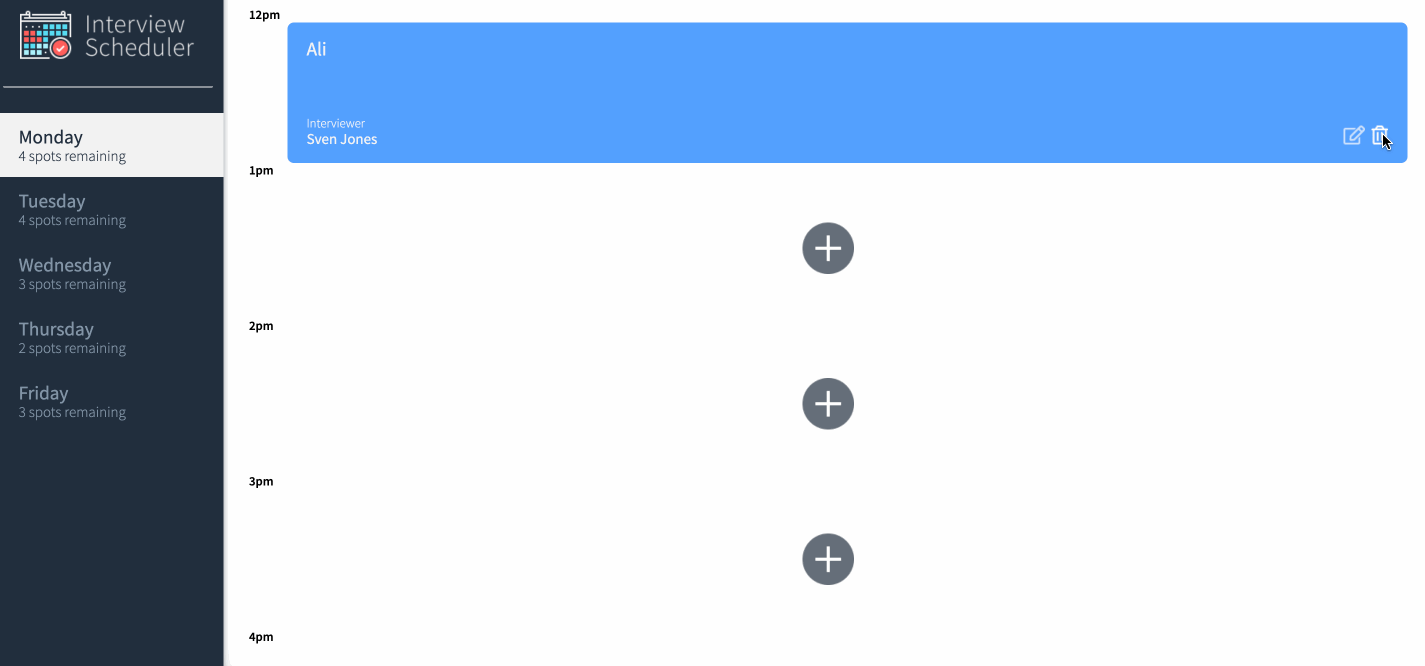 Interview
Scheduler
Monday
4 spots remaining
Tuesday
4 spots remaining
Wednesday
3 spots remaining
Thursday
2 spots remaining
Friday
3 spots remaining
12pm
Ali
Interviewer
Sven Jones
1pm
2pm
3pm
4pm